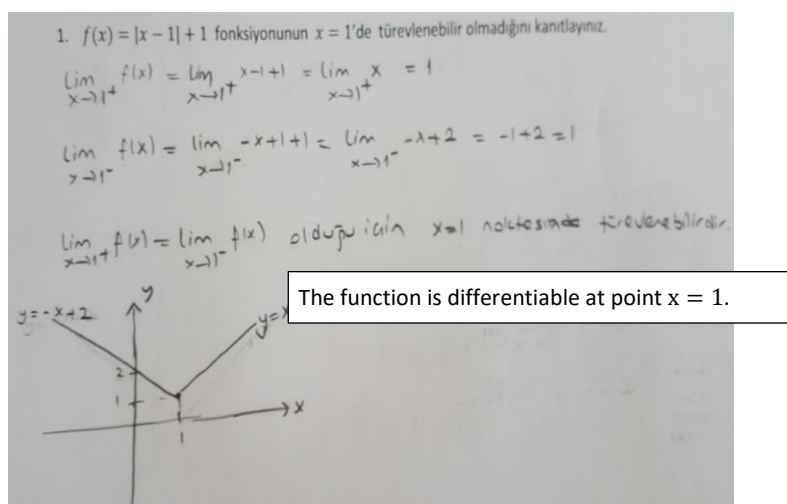 1. f(x) = |x − 1| + 1 fonksiyonunun x = 1'de türevlenebilir olmadığını kanıtlayınız.
lim x→1⁺ f(x) = lim x→1⁺ x-1+1 = lim x→1⁺ x = 1
lim x→1⁻ f(x) = lim x→1⁻ -x+1+1 = lim x→1⁻ -x+2 = -1+2 = 1
lim x→1⁺ f(x) = lim x→1⁻ f(x) olduğu için x=1 noktasında türevlenebilirdir.
The function is differentiable at point x = 1.
y
y = -x+2
y = x
2
1
x
1